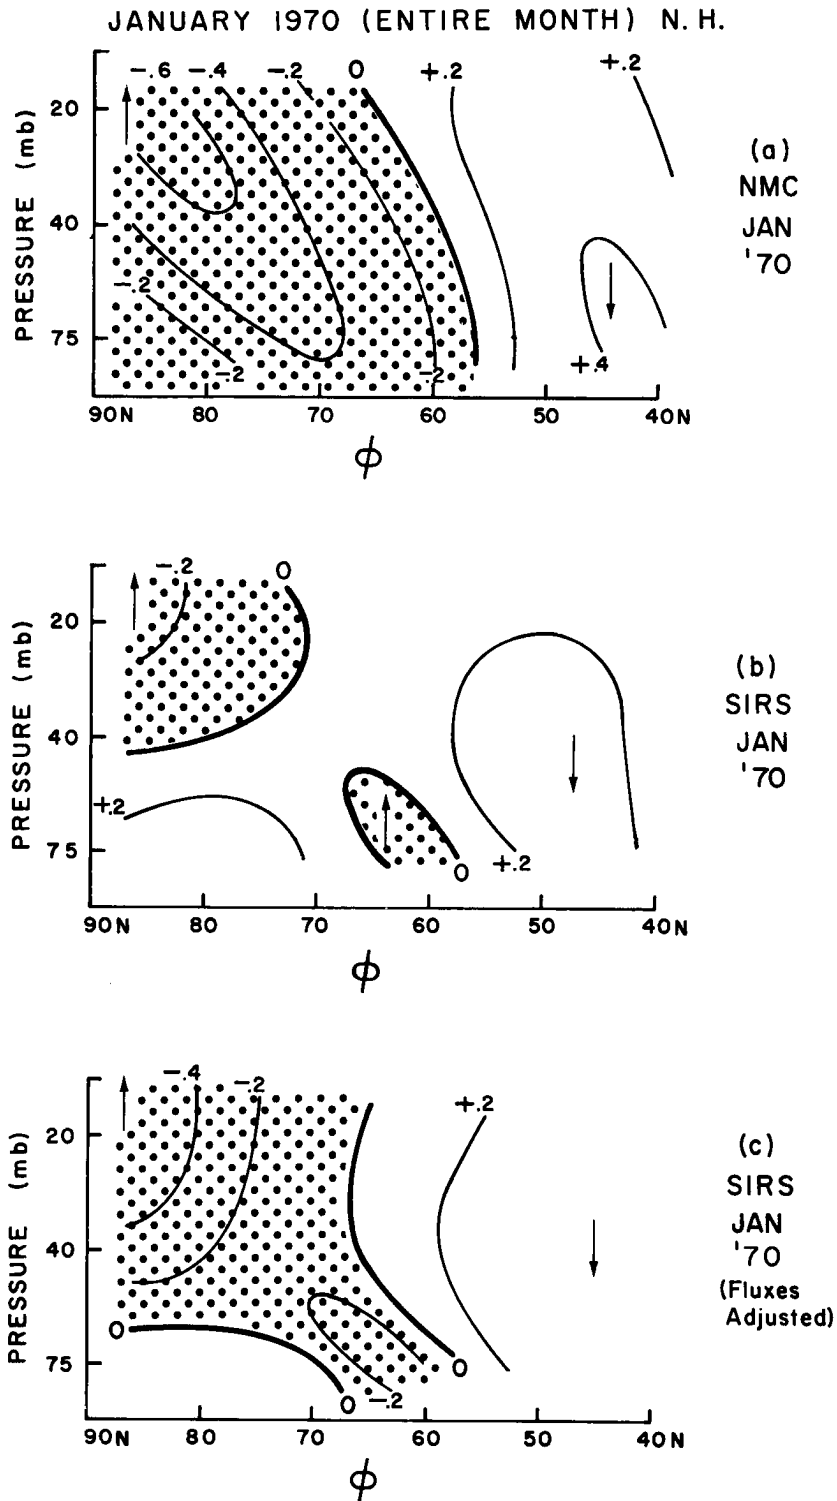 JANUARY 1970 (ENTIRE MONTH) N. H.
-.6 -.4 -.2 0 +.2 +.2
20
40
75
PRESSURE (mb)
-.2
-.2 -.2 +.4
90N 80 70 60 50 40N
ϕ
(a)
NMC
JAN
'70
-.2 0
20
40
75
PRESSURE (mb)
+.2
0 +.2
90N 80 70 60 50 40N
ϕ
(b)
SIRS
JAN
'70
-.4 -.2 +.2
20
40
75
PRESSURE (mb)
0
0
0 -.2
90N 80 70 60 50 40N
ϕ
(c)
SIRS
JAN
'70
(Fluxes
Adjusted)